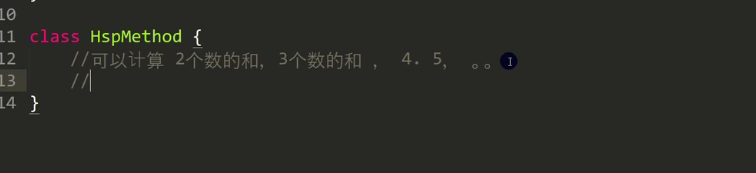 10
11 class HspMethod {
12 //可以计算 2个数的和，3个数的和 ， 4. 5， 。。
13 //
14 }